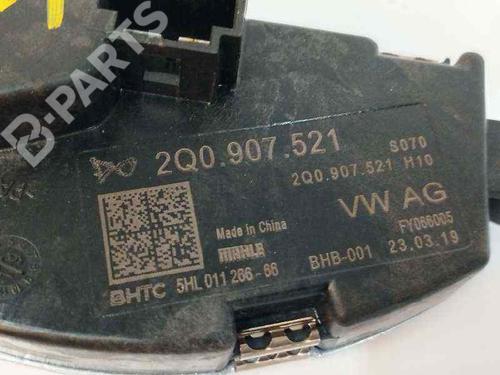 2Q0.907.521
S070
2Q0.907.521 H10
VW AG
Made in China
MAHLE
FY066005
BHB-001 23.03.19
BHTC 5HL 011 266-66
B-PARTS